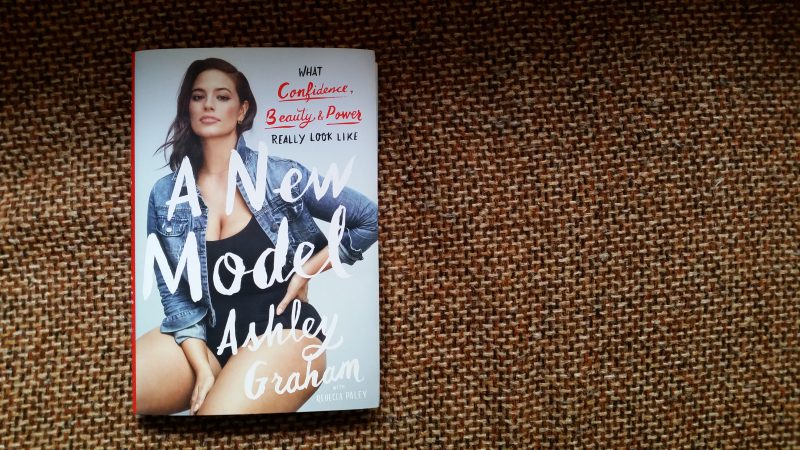 WHAT
Confidence,
Beauty & Power
REALLY LOOK LIKE
A New
Model
Ashley
Graham
WITH
REBECCA PALEY